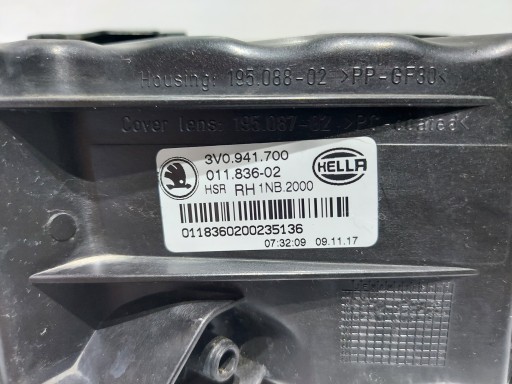 Housing: 195.088-02 >PP-GF30<
Cover lens: 195.087-02
3V0.941.700
011.836-02
HSR RH 1NB.2000
HELLA
0118360200235136
07:32:09 09.11.17